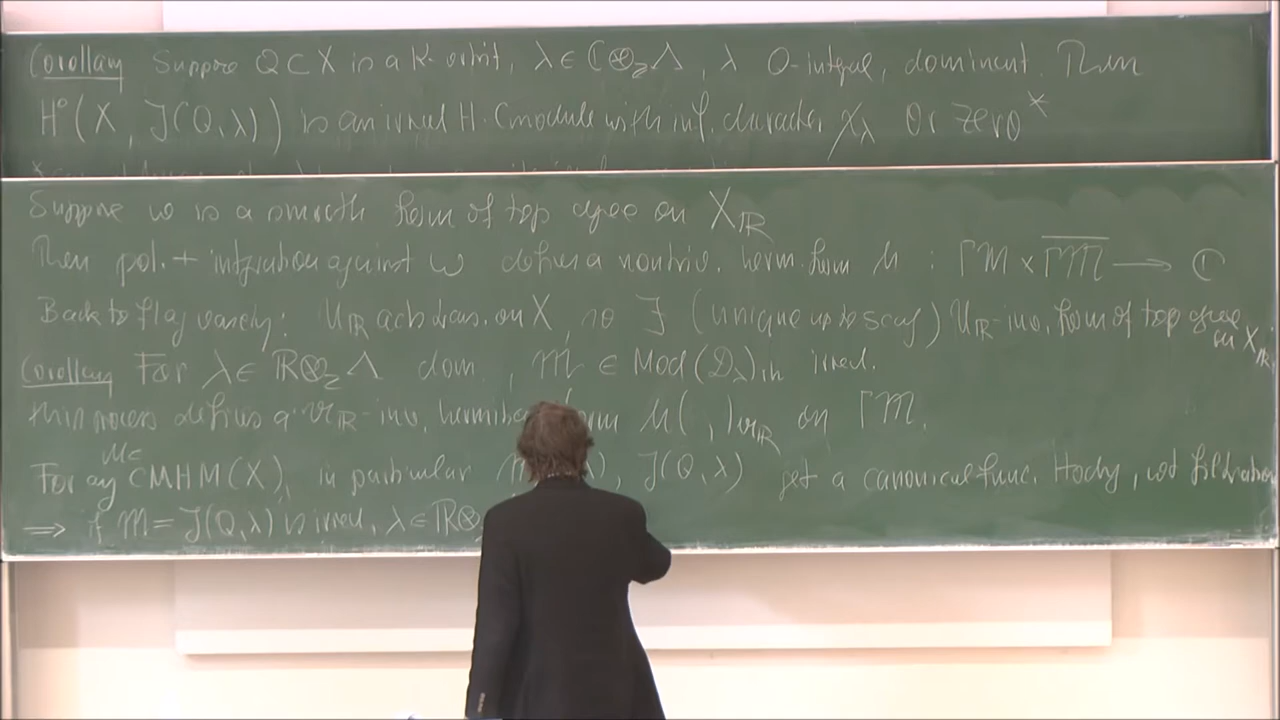 Corollary Suppose Q ⊂ X is a K-orbit, λ ∈ ℂ⊗_ℤ Λ, λ Q-integral, dominant. Then
H⁰(X, 𝒥(Q,λ)) is an irred H.C. module with inf. character χ_λ or zero*
Suppose ω is a smooth form of top degree on X_ℝ
Then pol. + integration against ω defines a nontriv. herm. form h : Γ𝓜 × \overline{Γ𝓜} → ℂ
Back to flag variety: U_ℝ acts trans. on X, so ∃ (unique up to scal) U_ℝ-inv. form of top degree on X_ℝ
Corollary For λ ∈ ℝ⊗_ℤ Λ dom., 𝓜 ∈ Mod(𝒟_λ)_rh irred.
this process defines a 𝔲_ℝ-inv. hermitian form h( , )_𝔲_ℝ on Γ𝓜.
For any M ∈ CMHM(X), in particular λ), 𝒥(Q,λ) get a canonical func. Hodge, wt filtration
⟹ if 𝓜 = 𝒥(Q,λ) is irred, λ ∈ ℝ⊗